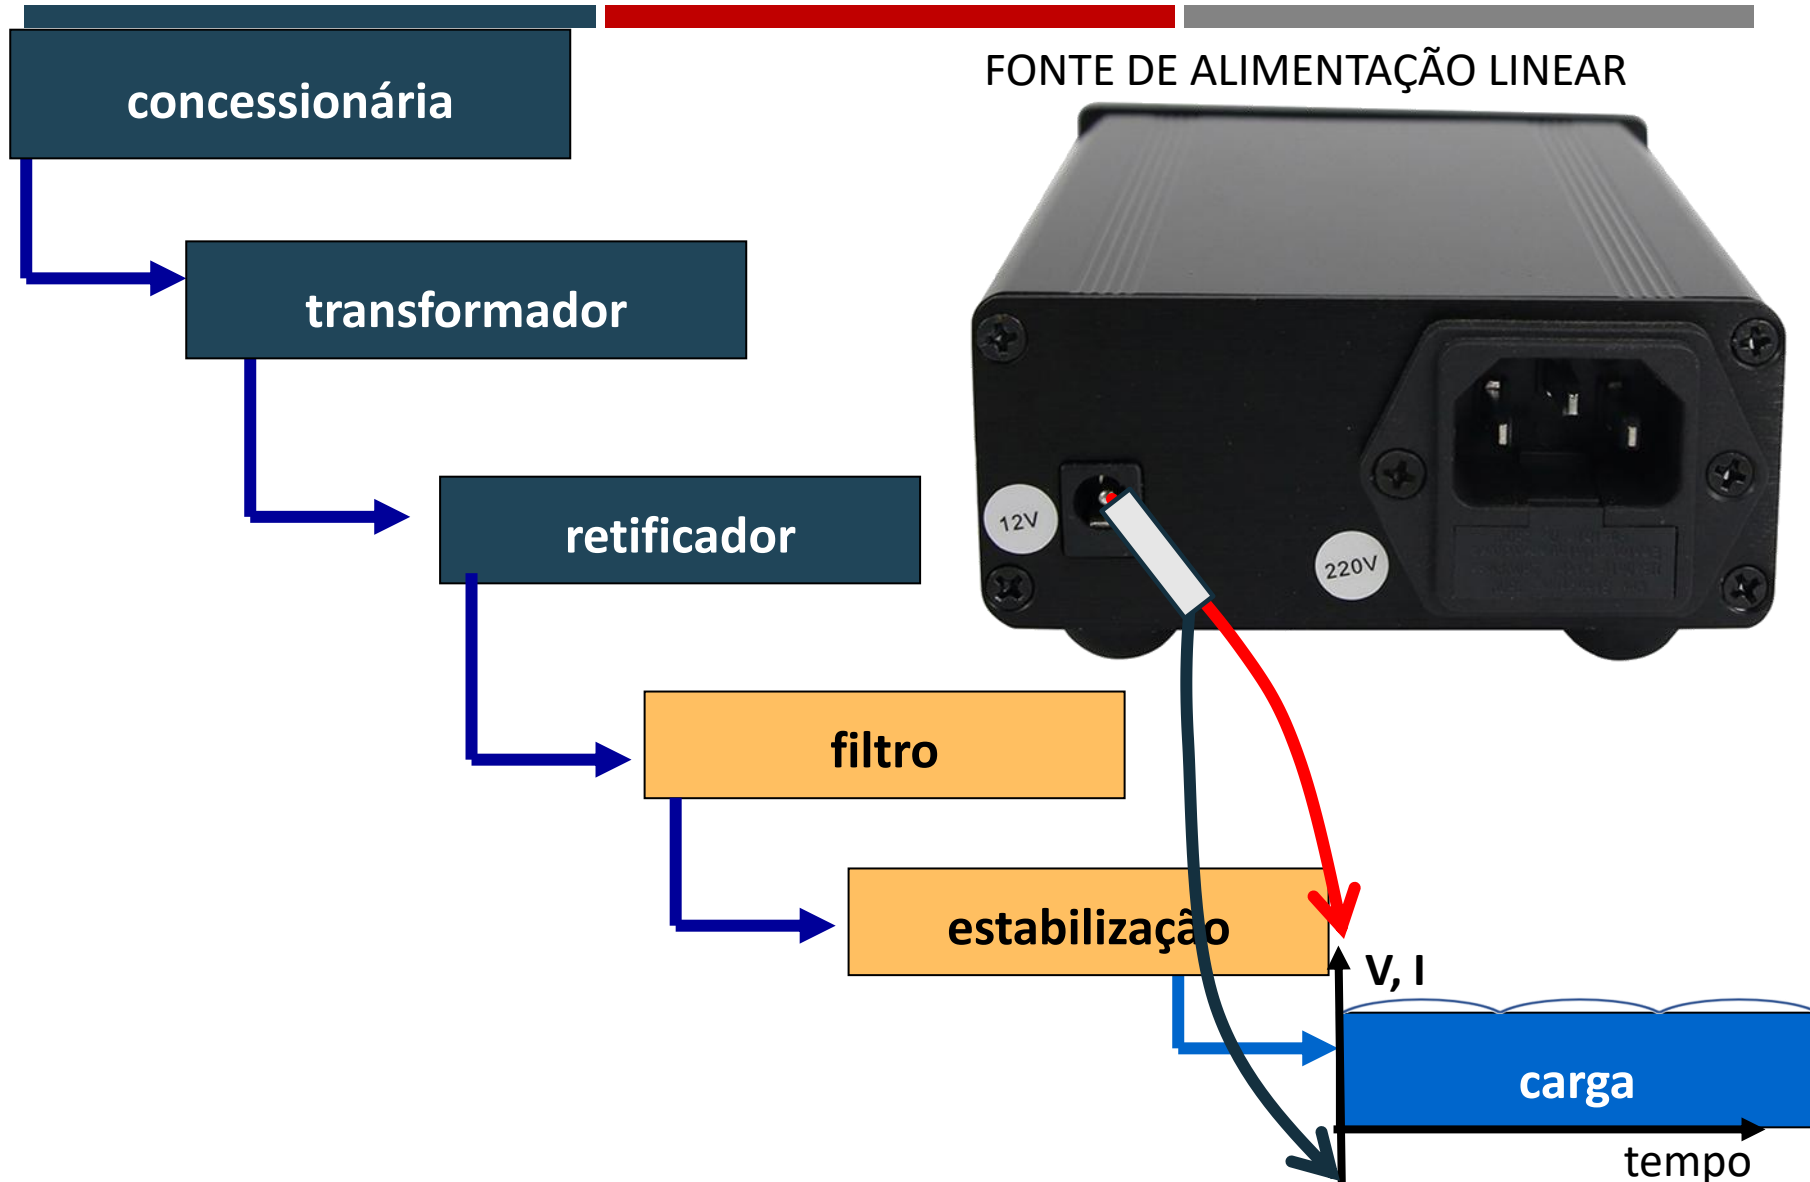 FONTE DE ALIMENTAÇÃO LINEAR
concessionária
transformador
retificador
12V
220V
filtro
estabilização
V, I
carga
tempo